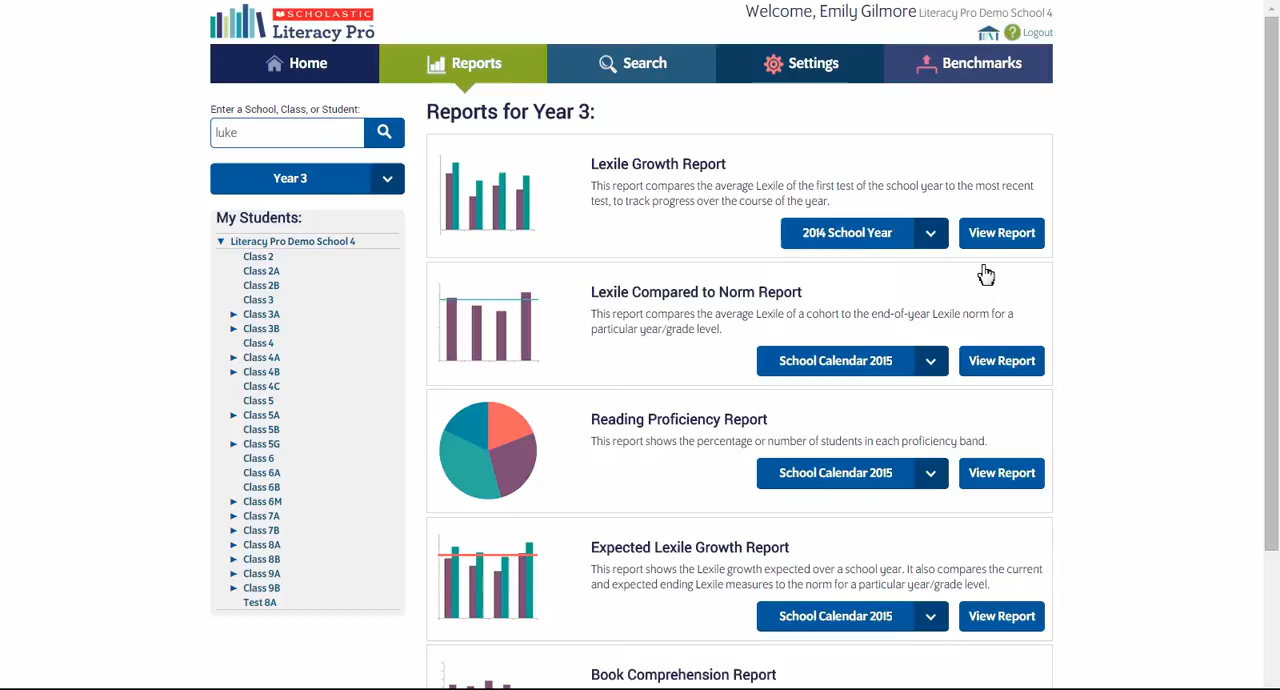 SCHOLASTIC
Literacy Pro
Welcome, Emily Gilmore Literacy Pro Demo School 4
? Logout
Home
Reports
Search
Settings
Benchmarks
Enter a School, Class, or Student:
luke
Year 3
My Students:
Literacy Pro Demo School 4
Class 2
Class 2A
Class 2B
Class 3
Class 3A
Class 3B
Class 4
Class 4A
Class 4B
Class 4C
Class 5
Class 5A
Class 5B
Class 5G
Class 6
Class 6A
Class 6B
Class 6M
Class 7A
Class 7B
Class 8A
Class 8B
Class 9A
Class 9B
Test 8A
Reports for Year 3:
Lexile Growth Report
This report compares the average Lexile of the first test of the school year to the most recent
test, to track progress over the course of the year.
2014 School Year
View Report
Lexile Compared to Norm Report
This report compares the average Lexile of a cohort to the end-of-year Lexile norm for a
particular year/grade level.
School Calendar 2015
View Report
Reading Proficiency Report
This report shows the percentage or number of students in each proficiency band.
School Calendar 2015
View Report
Expected Lexile Growth Report
This report shows the Lexile growth expected over a school year. It also compares the current
and expected ending Lexile measures to the norm for a particular year/grade level.
School Calendar 2015
View Report
Book Comprehension Report